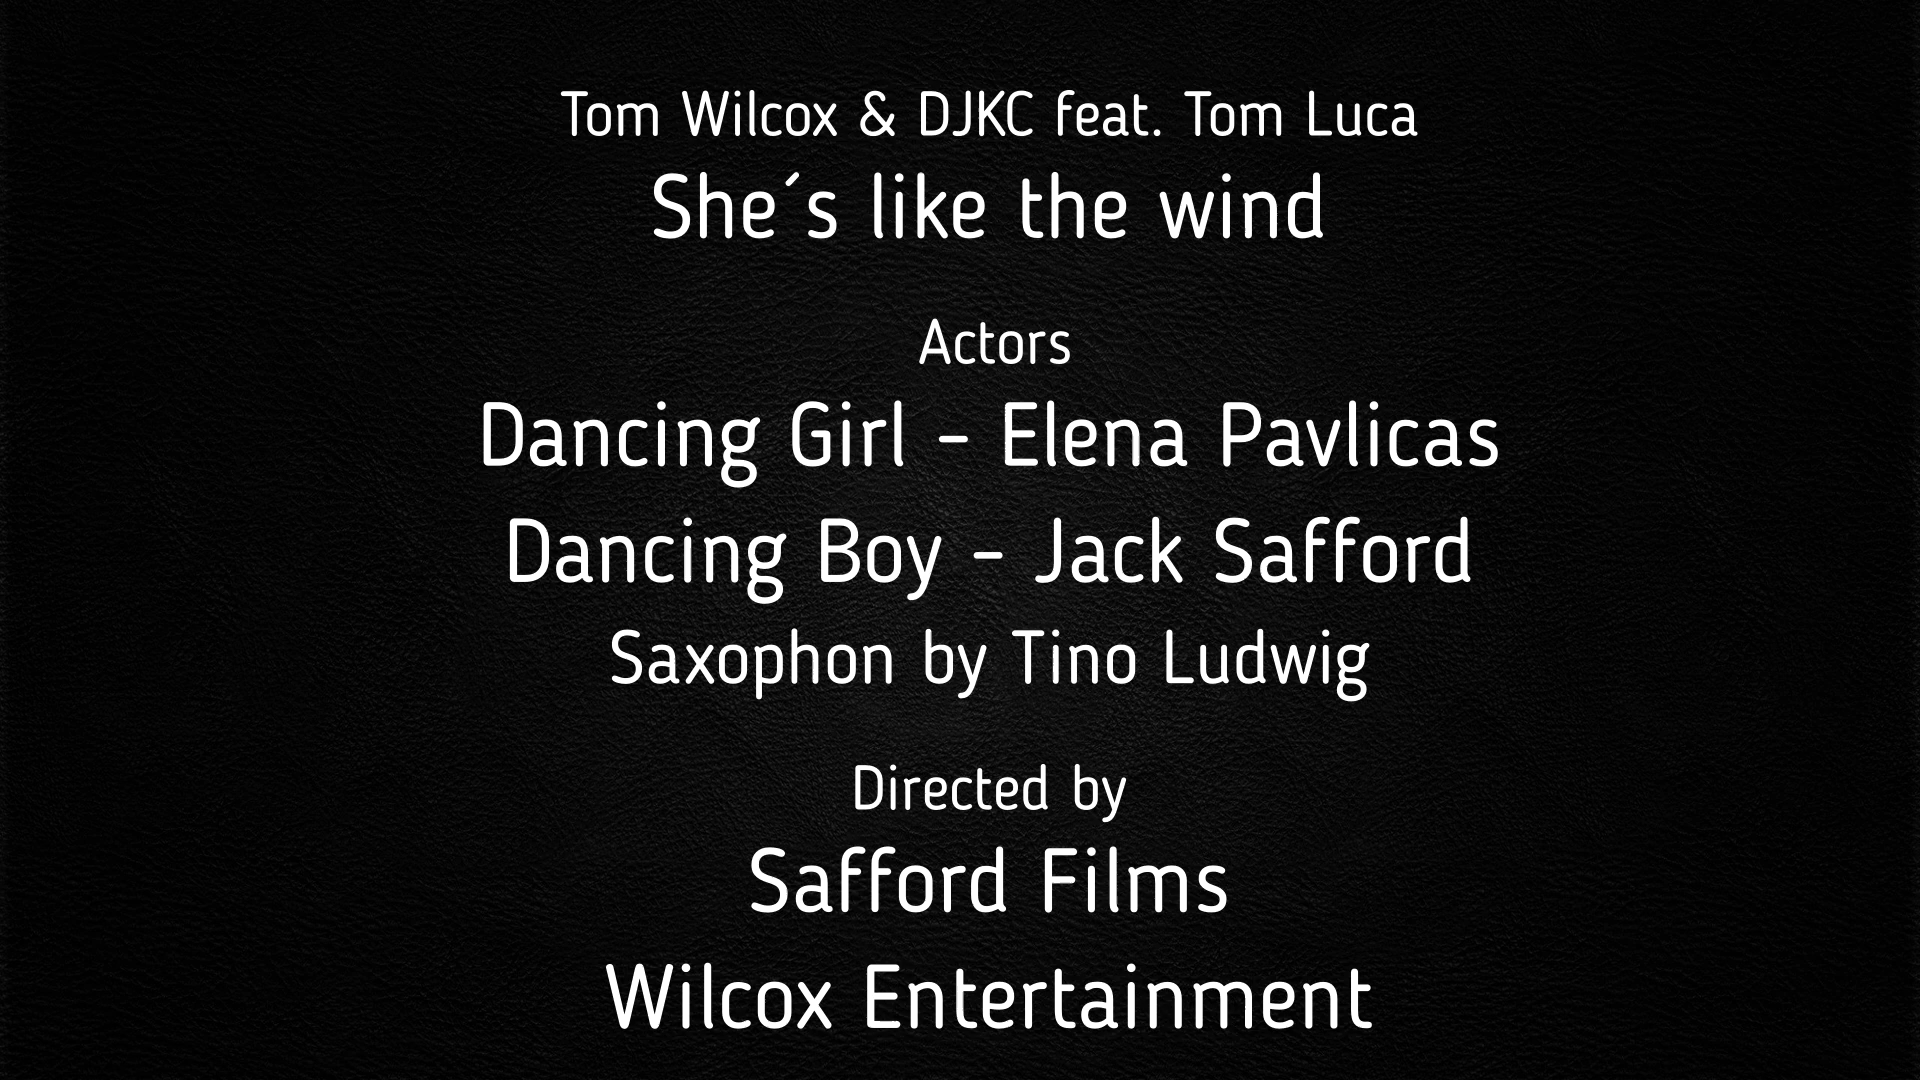 Tom Wilcox & DJKC feat. Tom Luca
She´s like the wind
Actors
Dancing Girl - Elena Pavlicas
Dancing Boy - Jack Safford
Saxophon by Tino Ludwig
Directed by
Safford Films
Wilcox Entertainment